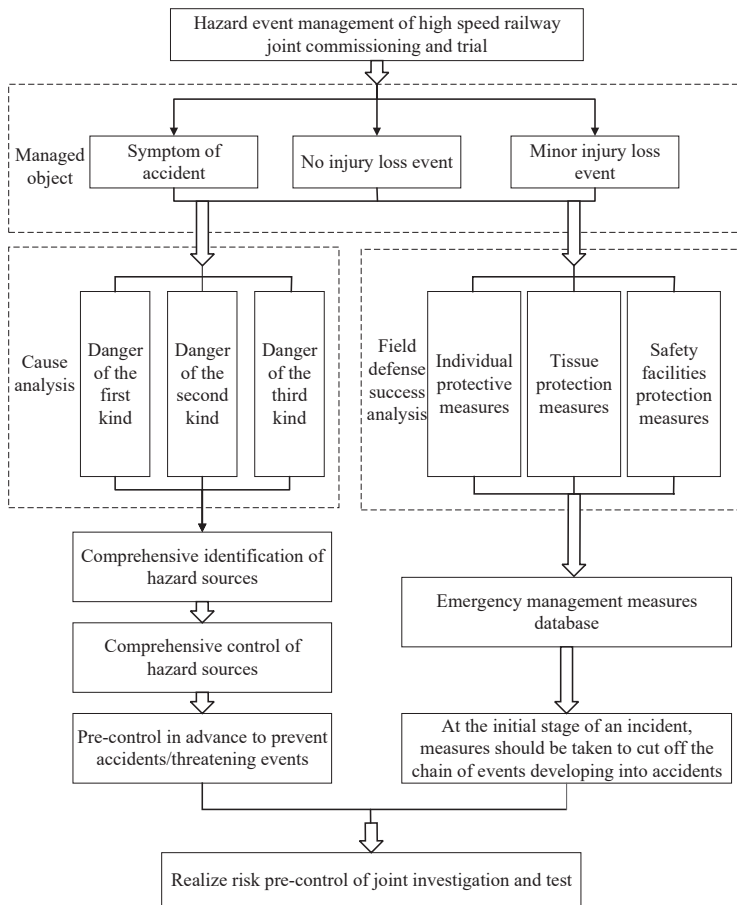 Hazard event management of high speed railway
joint commissioning and trial
Managed
object
Symptom of
accident
No injury loss event
Minor injury loss
event
Cause
analysis
Danger
of the
first
kind
Danger
of the
second
kind
Danger
of the
third
kind
Field
defense
success
analysis
Individual
protective
measures
Tissue
protection
measures
Safety
facilities
protection
measures
Comprehensive identification of
hazard sources
Comprehensive control of
hazard sources
Pre-control in advance to prevent
accidents/threatening events
Emergency management measures
database
At the initial stage of an incident,
measures should be taken to cut off the
chain of events developing into accidents
Realize risk pre-control of joint investigation and test